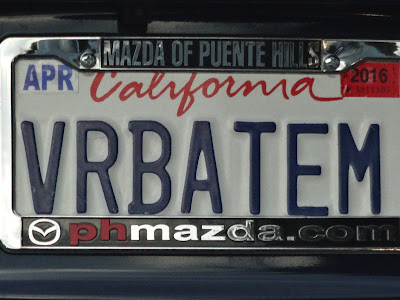 MAZDA OF PUENTE HILLS
APR California 2016
VRBATEM
phmazda.com